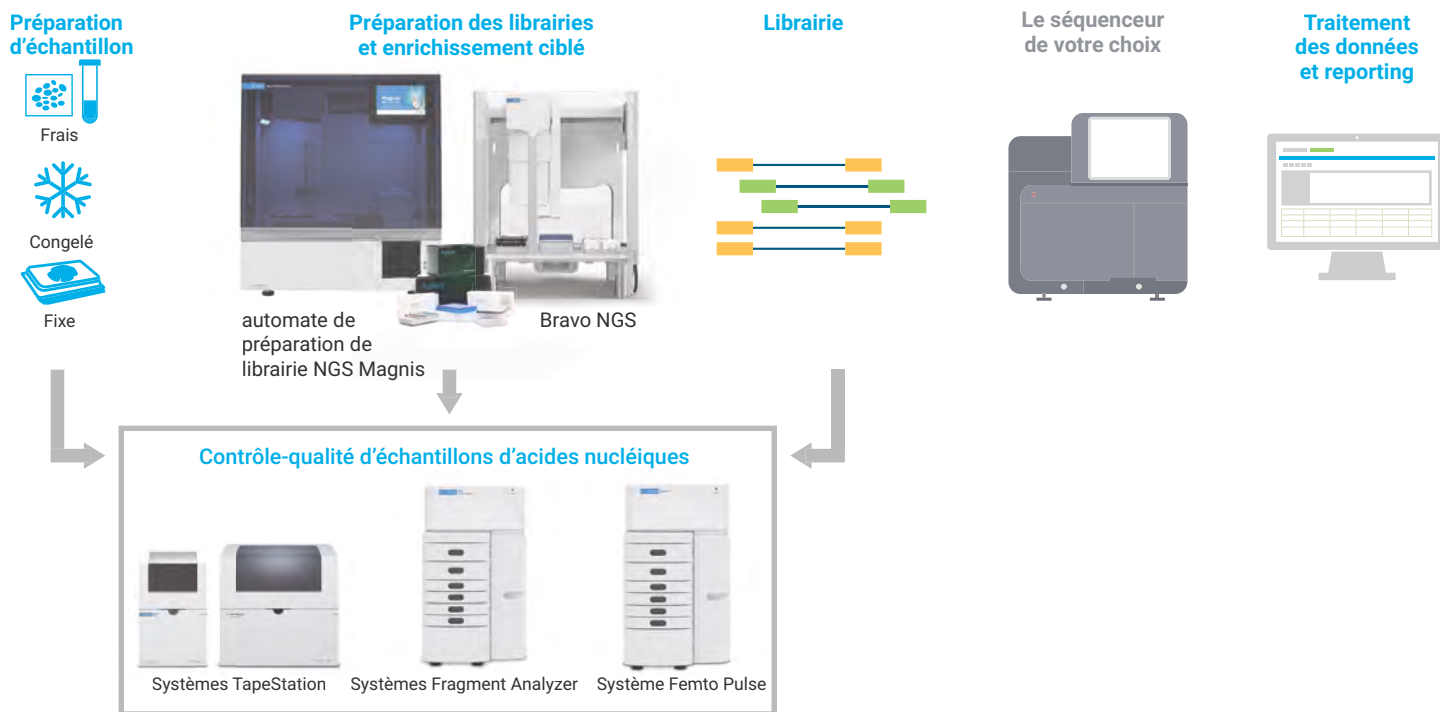 Préparation
d'échantillon
Frais
Congelé
Fixe
Préparation des librairies
et enrichissement ciblé
automate de
préparation de
librairie NGS Magnis
Bravo NGS
Librairie
Le séquenceur
de votre choix
Traitement
des données
et reporting
Contrôle-qualité d'échantillons d'acides nucléiques
Systèmes TapeStation
Systèmes Fragment Analyzer
Système Femto Pulse
Agilent